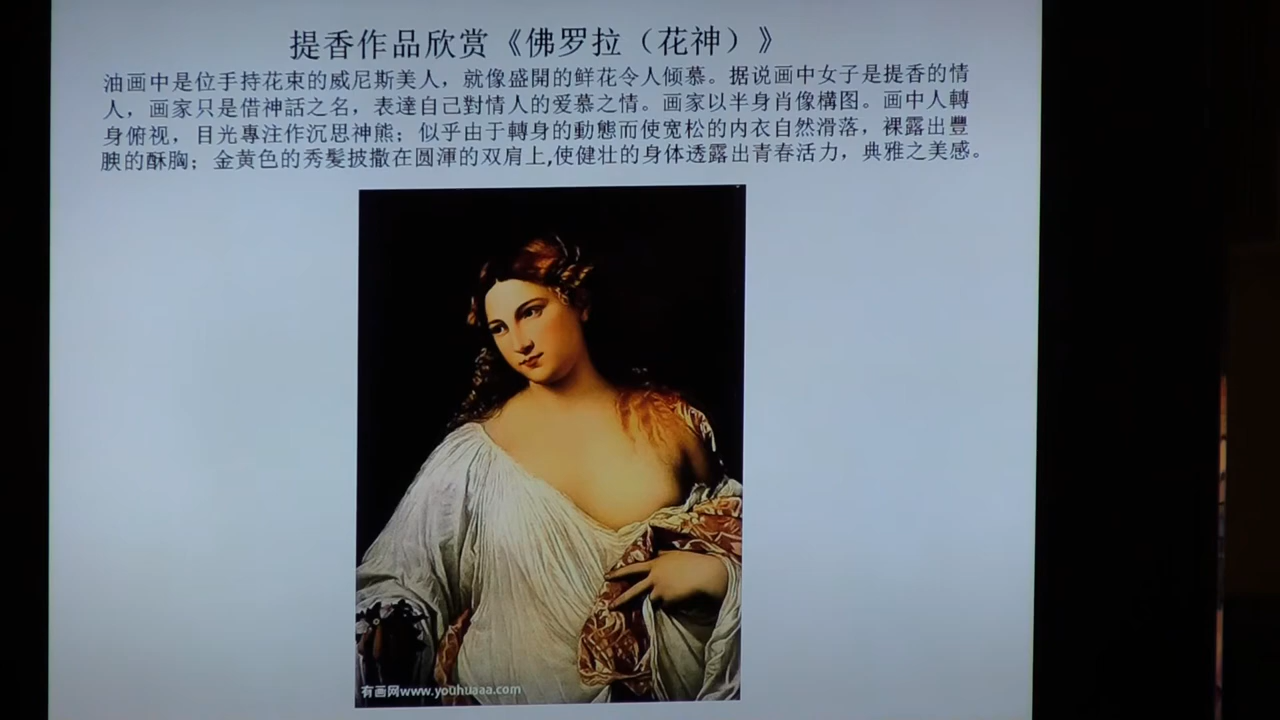 提香作品欣赏《佛罗拉（花神）》
油画中是位手持花束的威尼斯美人，就像盛開的鲜花令人倾慕。据说画中女子是提香的情
人，画家只是借神話之名，表達自己對情人的爱慕之情。画家以半身肖像構图。画中人轉
身俯视，目光專注作沉思神熊；似乎由于轉身的動態而使宽松的内衣自然滑落，裸露出豐
腴的酥胸；金黄色的秀髮披撒在圆渾的双肩上,使健壮的身体透露出青春活力，典雅之美感。
有画网www.youhuaaa.com